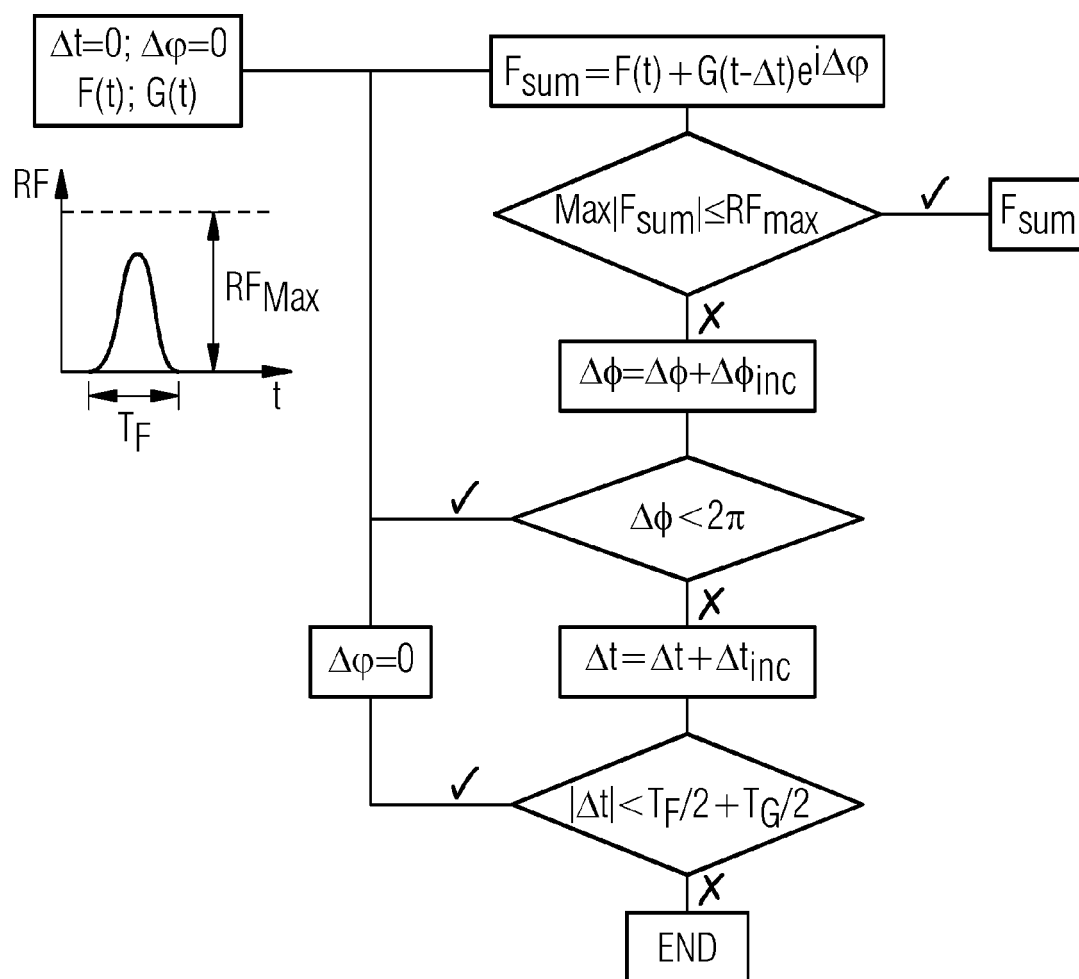 Δt=0; Δφ=0
F(t); G(t)
F_sum=F(t)+G(t-Δt)e^iΔφ
RF
RF_Max
t
T_F
Max|F_sum|≤RF_max
✓
F_sum
✗
Δϕ=Δϕ+Δϕ_inc
✓
Δϕ<2π
✗
Δφ=0
Δt=Δt+Δt_inc
✓
|Δt|<T_F/2+T_G/2
✗
END